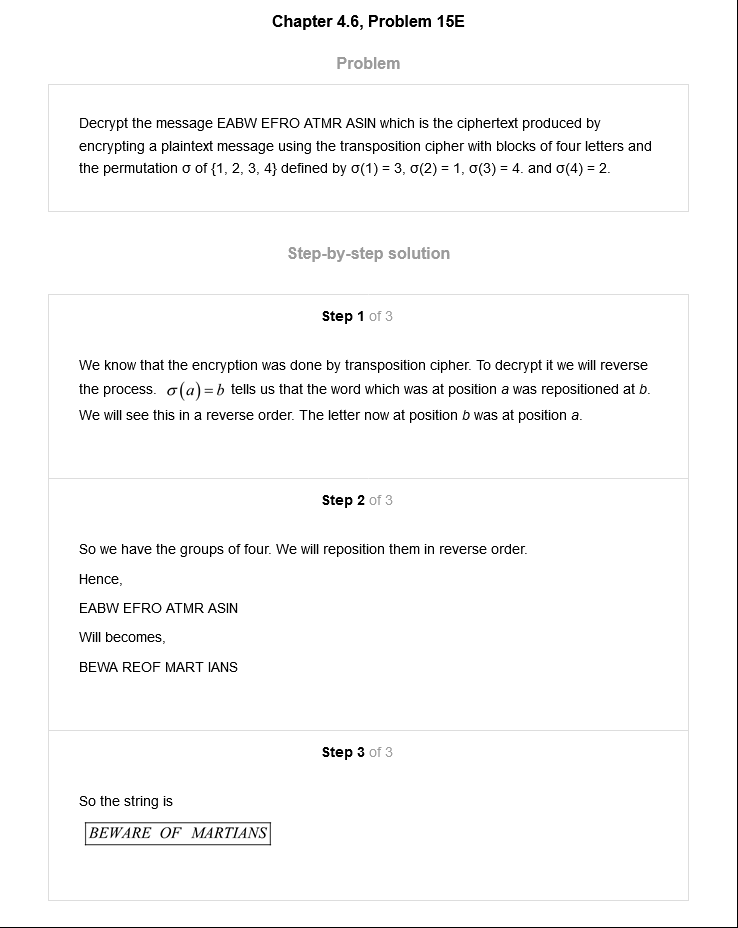 Chapter 4.6, Problem 15E
Problem
Decrypt the message EABW EFRO ATMR ASIN which is the ciphertext produced by
encrypting a plaintext message using the transposition cipher with blocks of four letters and
the permutation σ of {1, 2, 3, 4} defined by σ(1) = 3, σ(2) = 1, σ(3) = 4. and σ(4) = 2.
Step-by-step solution
Step 1 of 3
We know that the encryption was done by transposition cipher. To decrypt it we will reverse
the process. σ(a)=b tells us that the word which was at position a was repositioned at b.
We will see this in a reverse order. The letter now at position b was at position a.
Step 2 of 3
So we have the groups of four. We will reposition them in reverse order.
Hence,
EABW EFRO ATMR ASIN
Will becomes,
BEWA REOF MART IANS
Step 3 of 3
So the string is
BEWARE OF MARTIANS